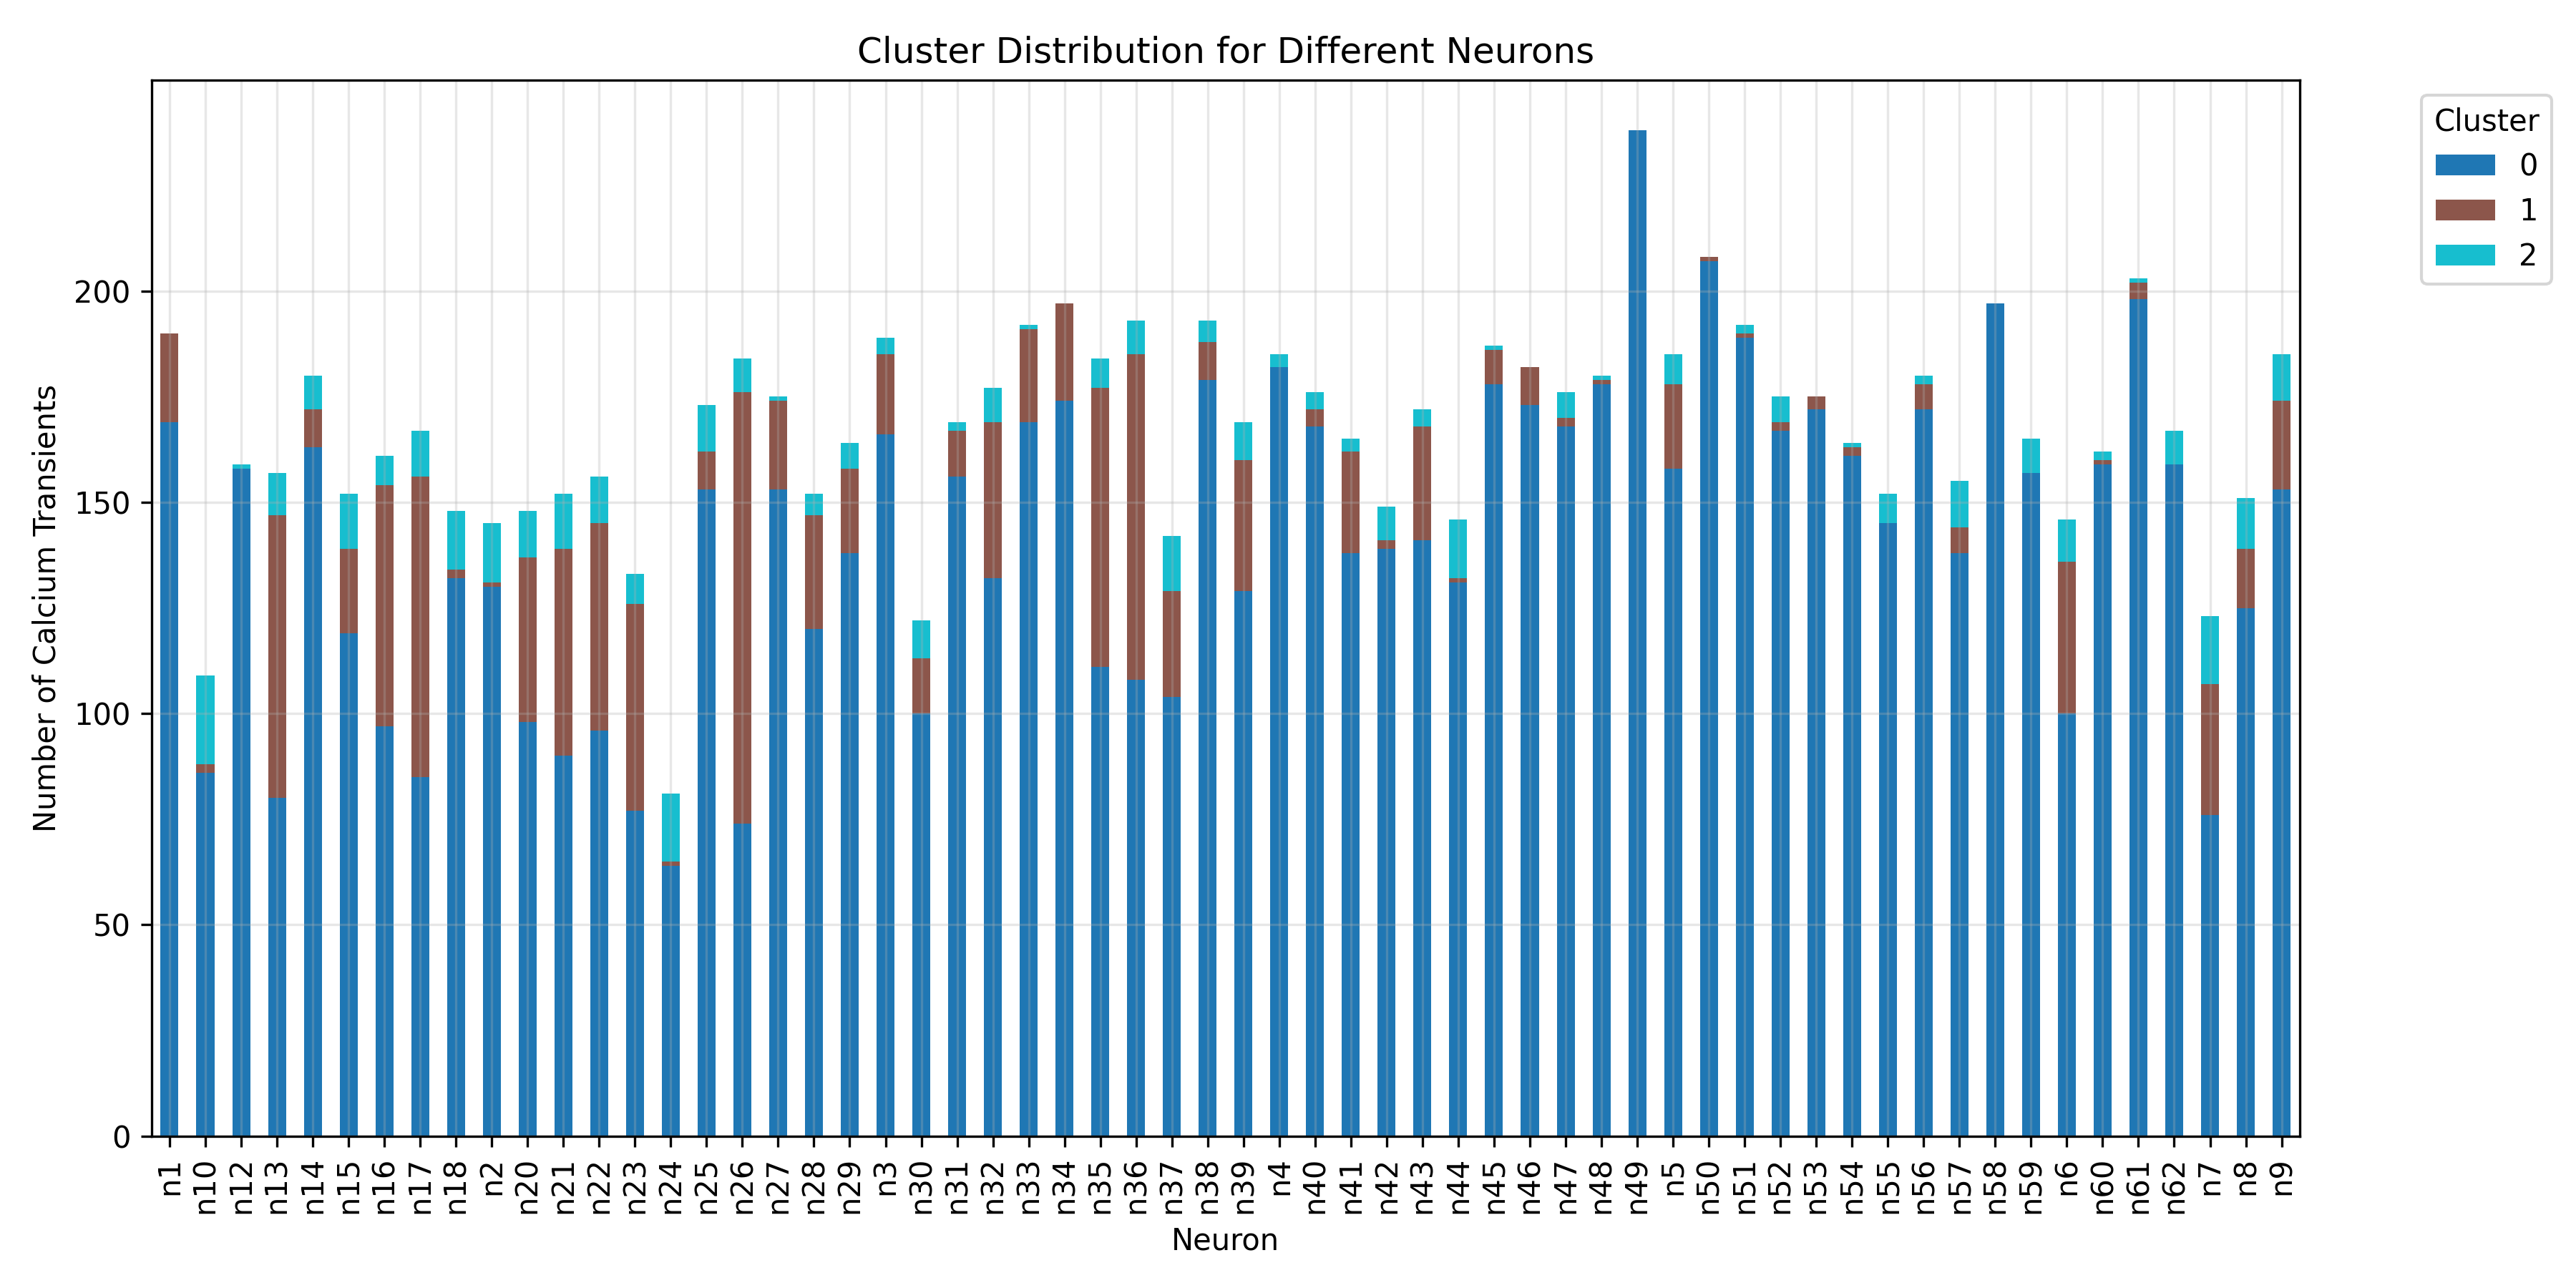 Cluster Distribution for Different Neurons
Number of Calcium Transients
200
150
100
50
0
n1 n10 n12 n13 n14 n15 n16 n17 n18 n2 n20 n21 n22 n23 n24 n25 n26 n27 n28 n29 n3 n30 n31 n32 n33 n34 n35 n36 n37 n38 n39 n4 n40 n41 n42 n43 n44 n45 n46 n47 n48 n49 n5 n50 n51 n52 n53 n54 n55 n56 n57 n58 n59 n6 n60 n61 n62 n7 n8 n9
Neuron
Cluster
0
1
2